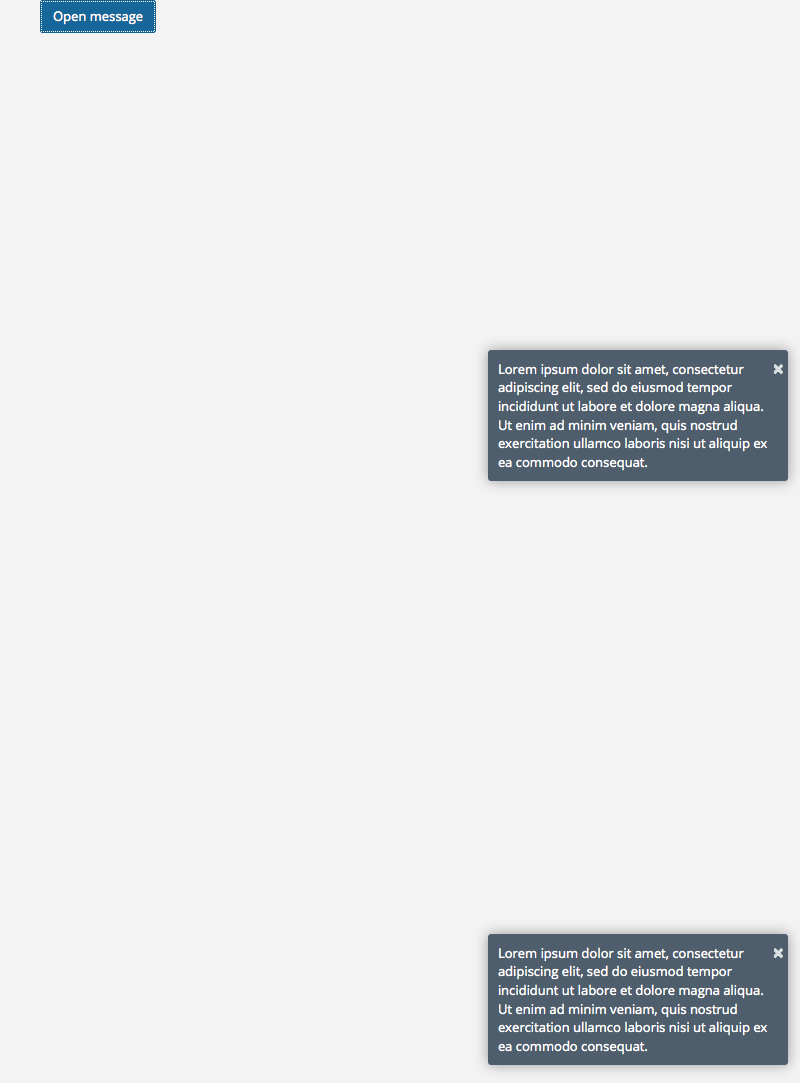 Open message
Lorem ipsum dolor sit amet, consectetur
adipiscing elit, sed do eiusmod tempor
incididunt ut labore et dolore magna aliqua.
Ut enim ad minim veniam, quis nostrud
exercitation ullamco laboris nisi ut aliquip ex
ea commodo consequat.
Lorem ipsum dolor sit amet, consectetur
adipiscing elit, sed do eiusmod tempor
incididunt ut labore et dolore magna aliqua.
Ut enim ad minim veniam, quis nostrud
exercitation ullamco laboris nisi ut aliquip ex
ea commodo consequat.